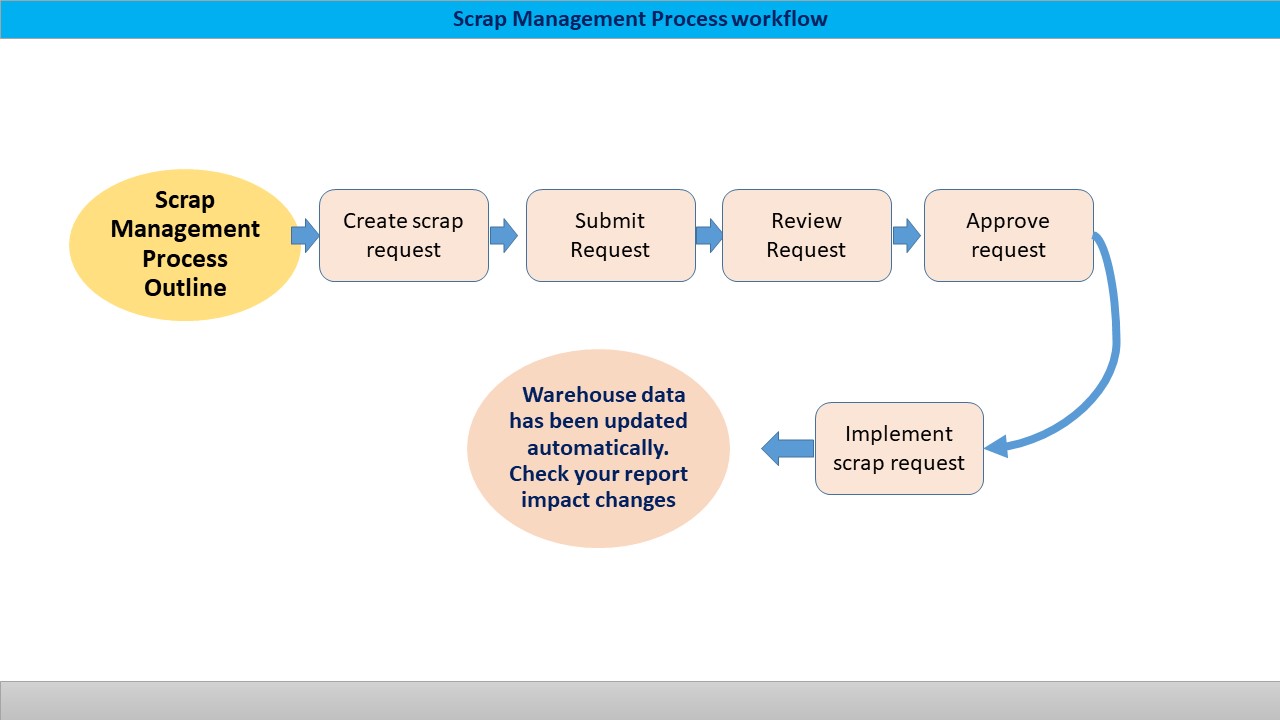 Scrap Management Process workflow
Scrap
Management
Process
Outline
Create scrap
request
Submit
Request
Review
Request
Approve
request
Warehouse data
has been updated
automatically.
Check your report
impact changes
Implement
scrap request